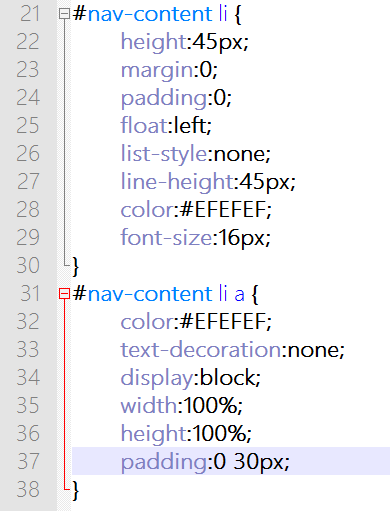 21 #nav-content li {
22 height:45px;
23 margin:0;
24 padding:0;
25 float:left;
26 list-style:none;
27 line-height:45px;
28 color:#EFEFEF;
29 font-size:16px;
30 }
31 #nav-content li a {
32 color:#EFEFEF;
33 text-decoration:none;
34 display:block;
35 width:100%;
36 height:100%;
37 padding:0 30px;
38 }